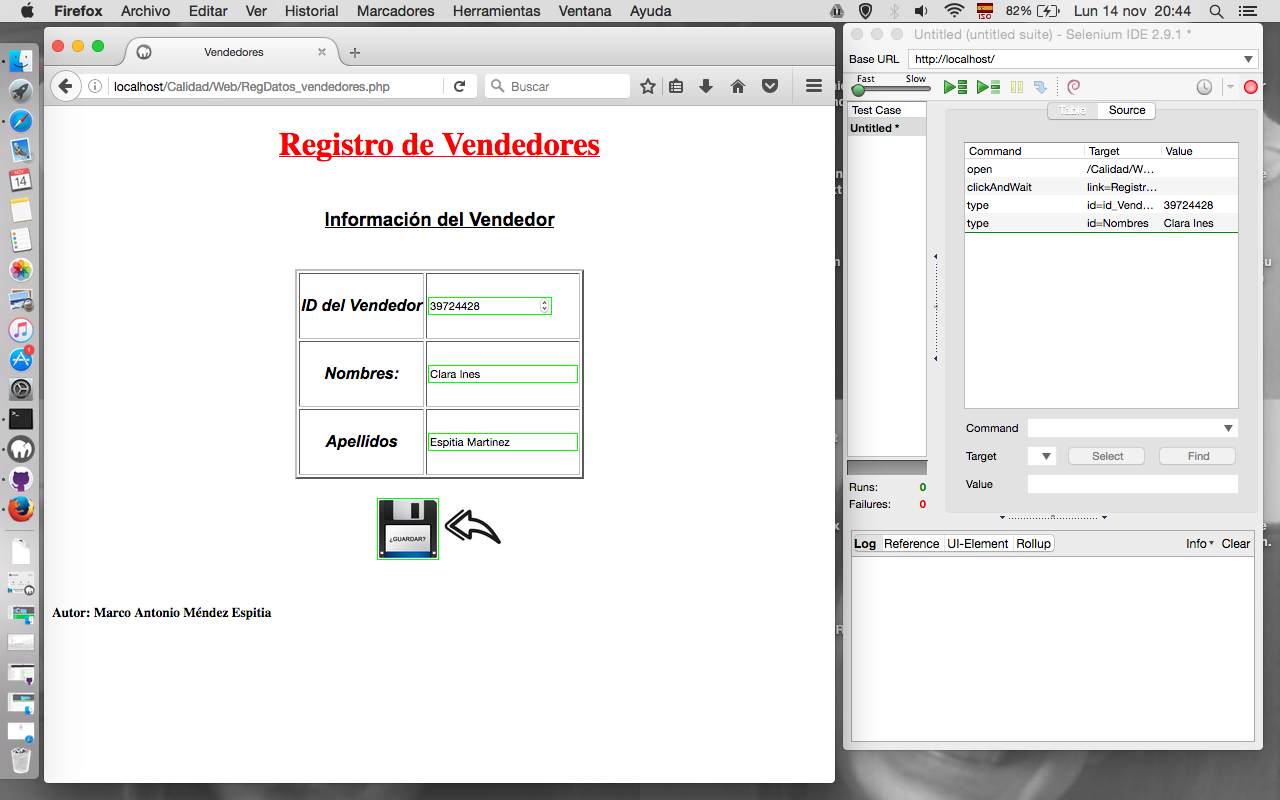 Firefox Archivo Editar Ver Historial Marcadores Herramientas Ventana Ayuda ISO 82% Lun 14 nov 20:44
Vendedores
localhost/Calidad/Web/RegDatos_vendedores.php Buscar
Registro de Vendedores
Información del Vendedor
ID del Vendedor 39724428
Nombres: Clara Ines
Apellidos Espitia Martinez
¿GUARDAR?
Autor: Marco Antonio Méndez Espitia
Untitled (untitled suite) - Selenium IDE 2.9.1 *
Base URL http://localhost/
Fast Slow
Test Case
Untitled *
Table Source
Command Target Value
open /Calidad/W...
clickAndWait link=Registr...
type id=id_Vend... 39724428
type id=Nombres Clara Ines
Command
Target Select Find
Value
Runs: 0
Failures: 0
Log Reference UI-Element Rollup Info Clear
NOV
14
1